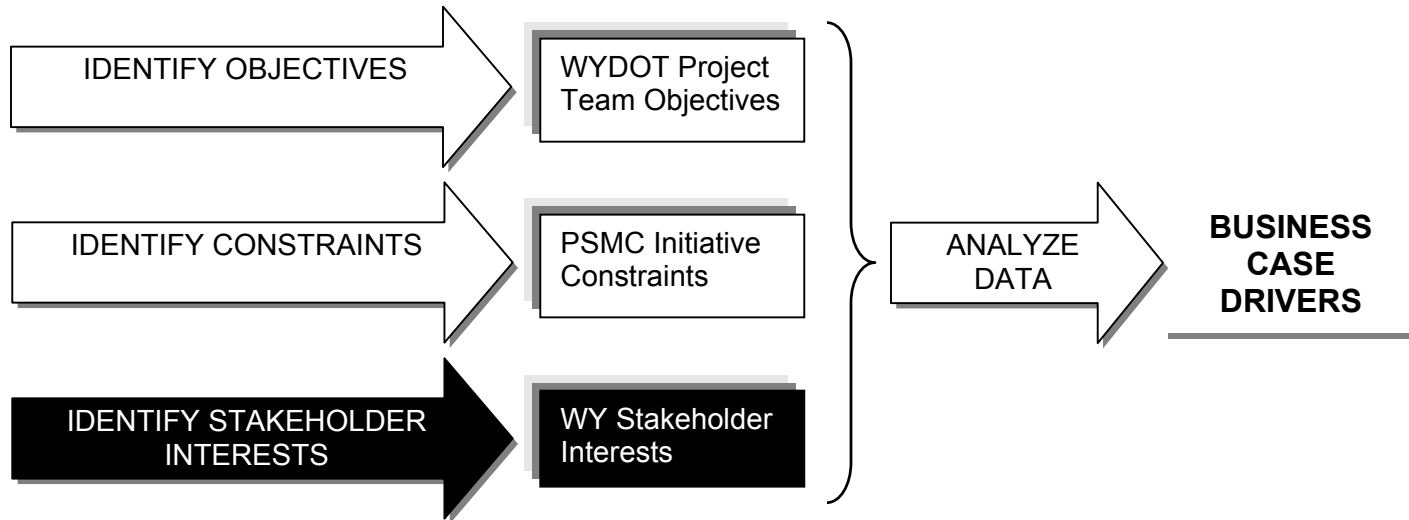 IDENTIFY OBJECTIVES
WYDOT Project
Team Objectives
IDENTIFY CONSTRAINTS
PSMC Initiative
Constraints
IDENTIFY STAKEHOLDER
INTERESTS
WY Stakeholder
Interests
ANALYZE
DATA
BUSINESS
CASE
DRIVERS